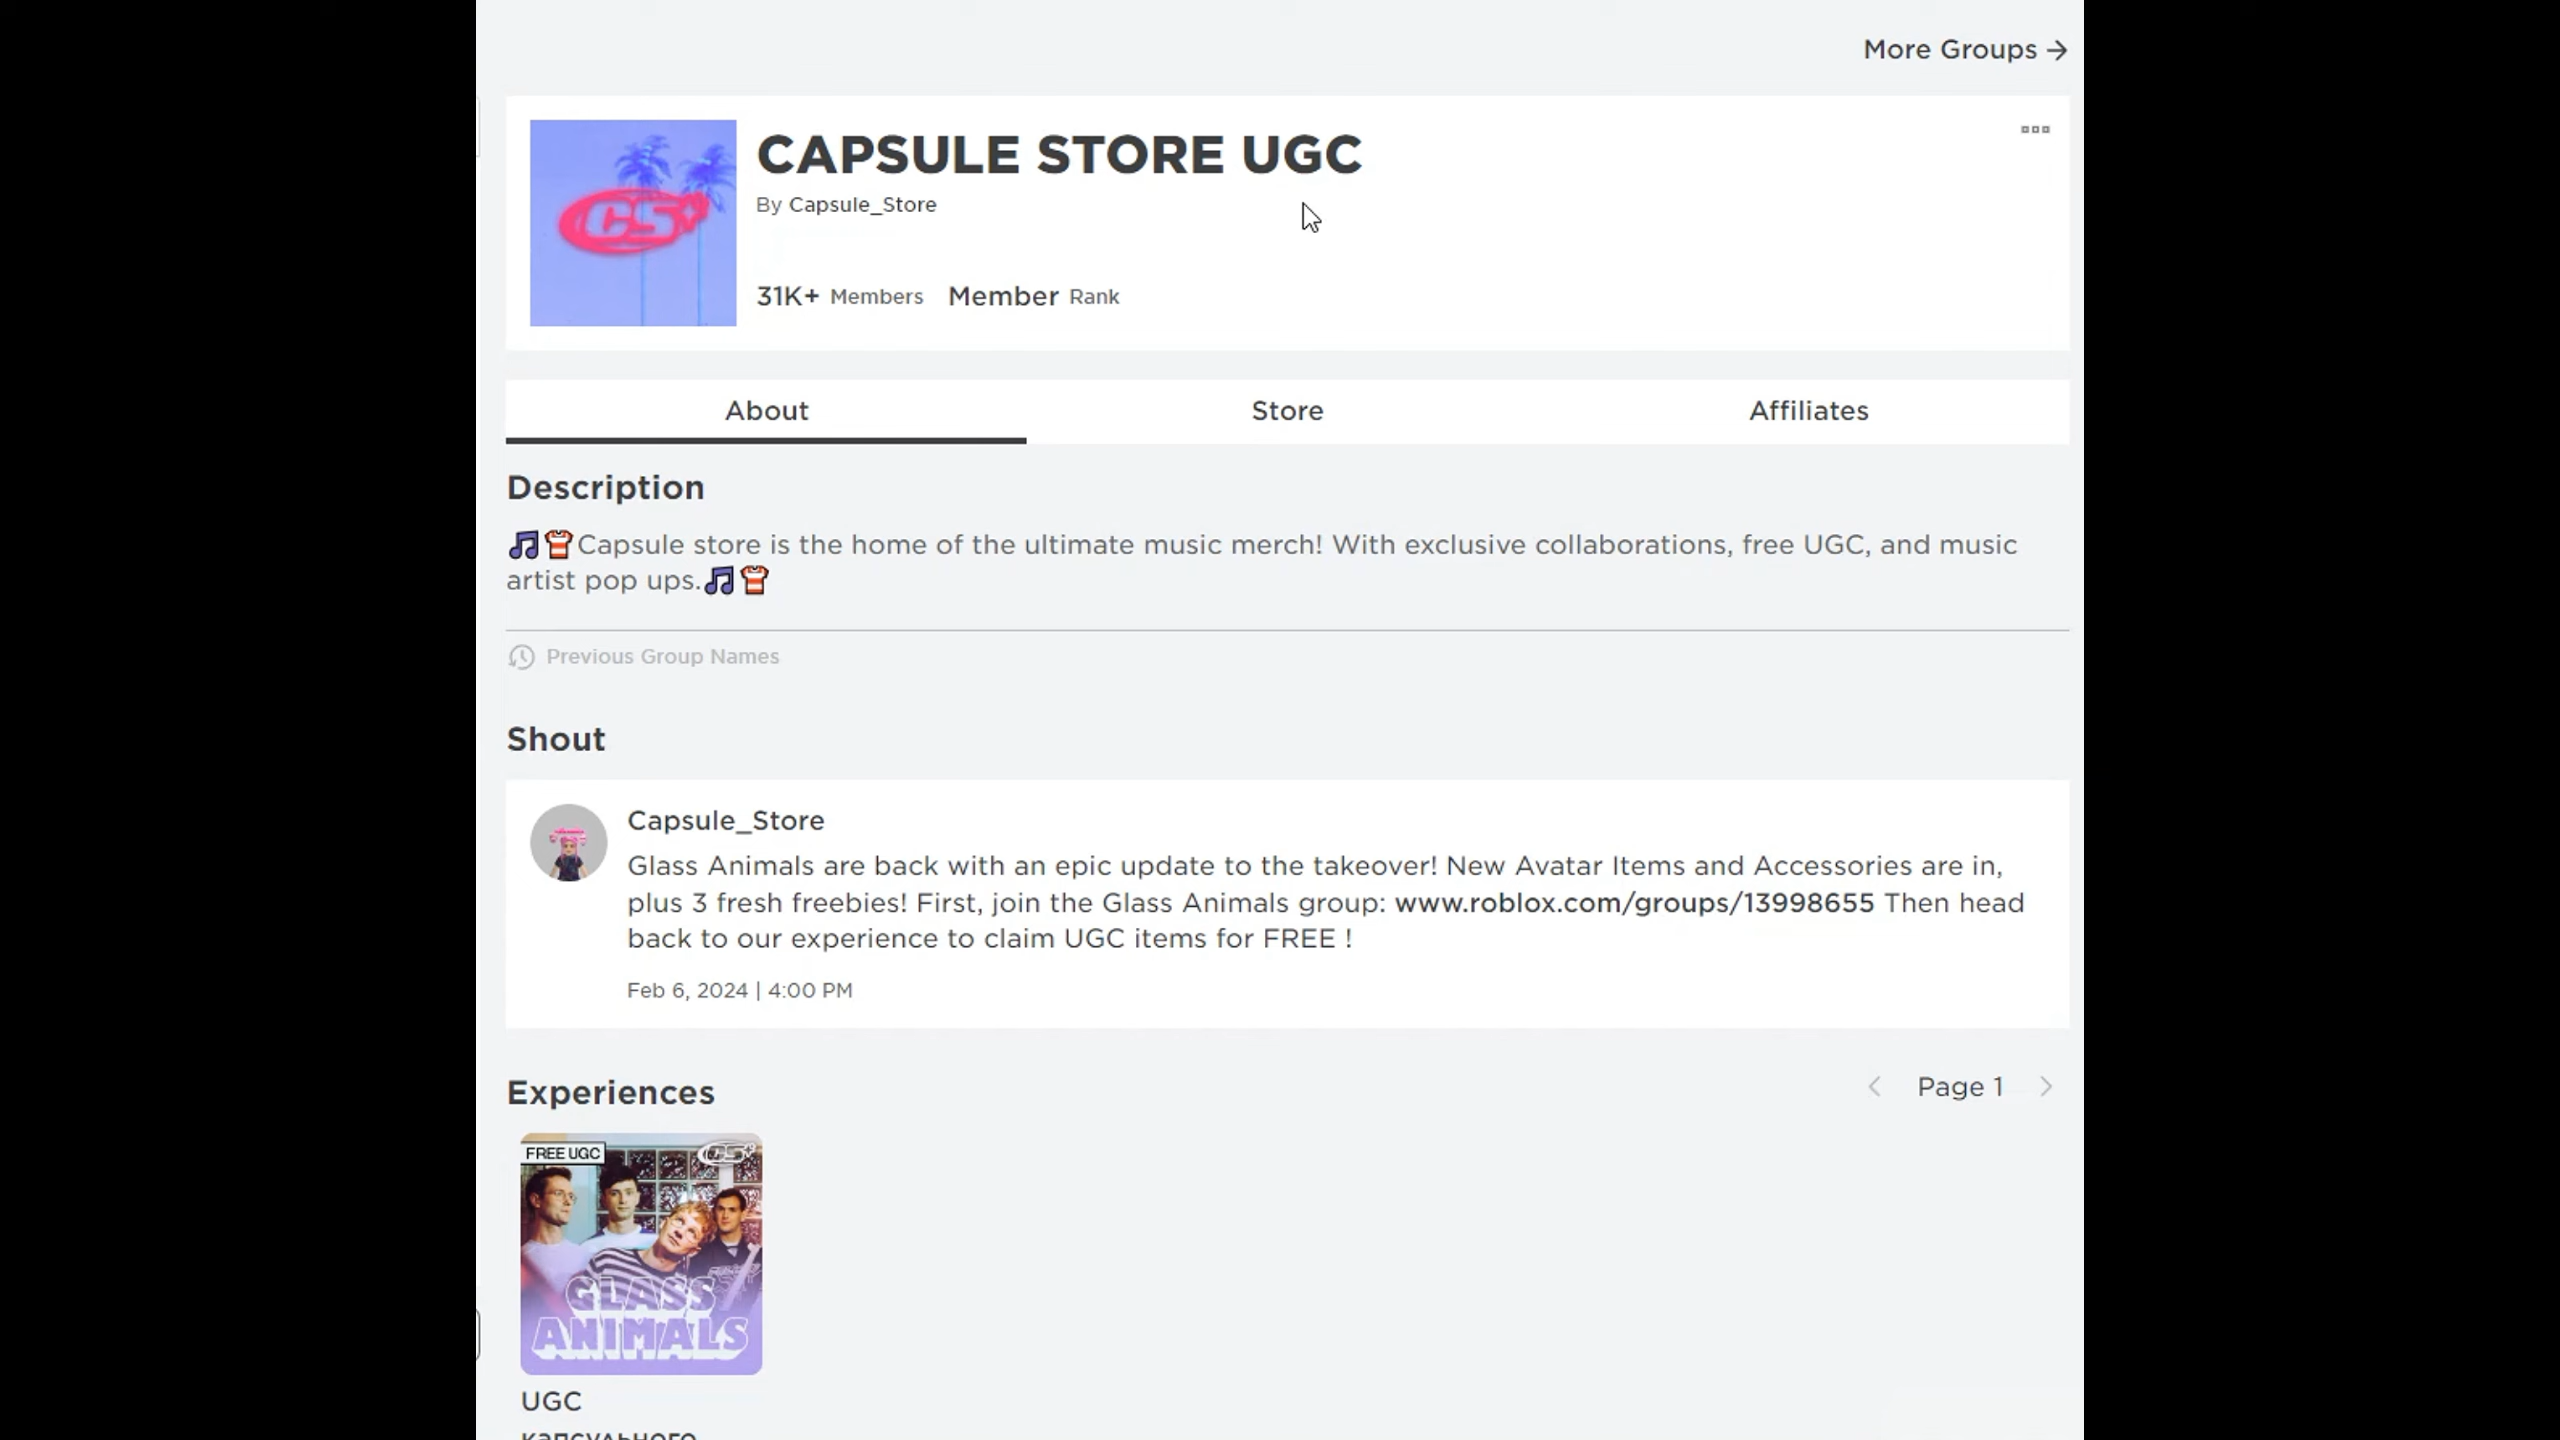 More Groups
CAPSULE STORE UGC
By Capsule_Store
31K+ Members Member Rank
About Store Affiliates
Description
🎵👕Capsule store is the home of the ultimate music merch! With exclusive collaborations, free UGC, and music
artist pop ups.🎵👕
Previous Group Names
Shout
Capsule_Store
Glass Animals are back with an epic update to the takeover! New Avatar Items and Accessories are in,
plus 3 fresh freebies! First, join the Glass Animals group: www.roblox.com/groups/13998655 Then head
back to our experience to claim UGC items for FREE !
Feb 6, 2024 | 4:00 PM
Experiences
Page 1
FREE UGC
CS
GLASS
ANIMALS
UGC
капсульного